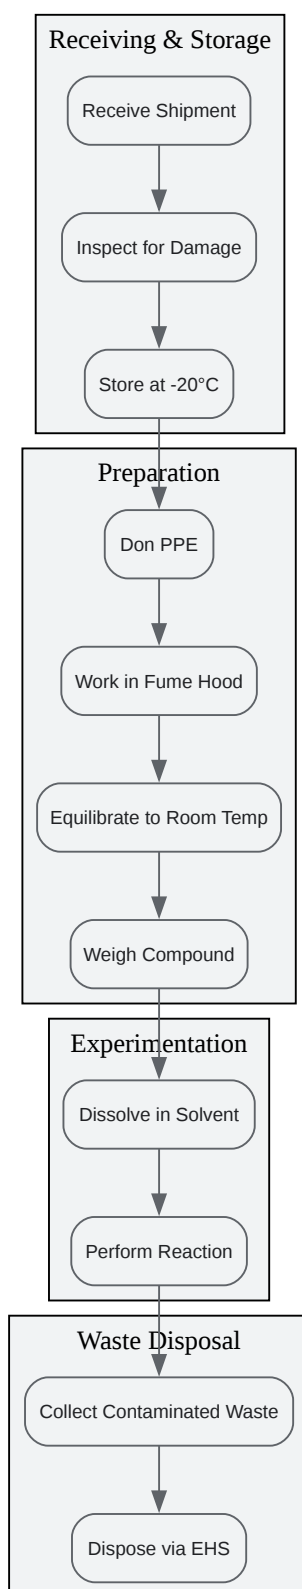 Receiving & Storage
Receive Shipment
Inspect for Damage
Store at -20°C
Preparation
Don PPE
Work in Fume Hood
Equilibrate to Room Temp
Weigh Compound
Experimentation
Dissolve in Solvent
Perform Reaction
Waste Disposal
Collect Contaminated Waste
Dispose via EHS